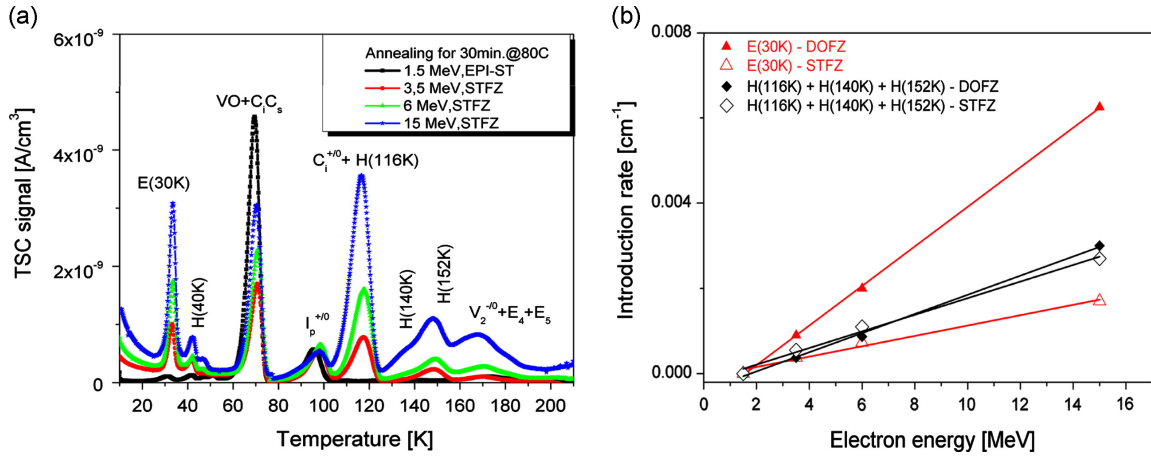 (a)
6x10⁻⁹
4x10⁻⁹
2x10⁻⁹
0
TSC signal [A/cm³]
20 40 60 80 100 120 140 160 180 200
Temperature [K]
Annealing for 30min.@80C
1.5 MeV,EPI-ST
3,5 MeV,STFZ
6 MeV,STFZ
15 MeV,STFZ
E(30K)
H(40K)
VO+CᵢCₛ
Iₚ⁺ᐟ⁰
Cᵢ⁺ᐟ⁰+ H(116K)
H(140K)
H(152K)
V₂⁻ᐟ⁰+E₄+E₅
(b)
0.008
0.004
0.000
Introduction rate [cm⁻¹]
0 2 4 6 8 10 12 14 16
Electron energy [MeV]
E(30K) - DOFZ
E(30K) - STFZ
H(116K) + H(140K) + H(152K) - DOFZ
H(116K) + H(140K) + H(152K) - STFZ